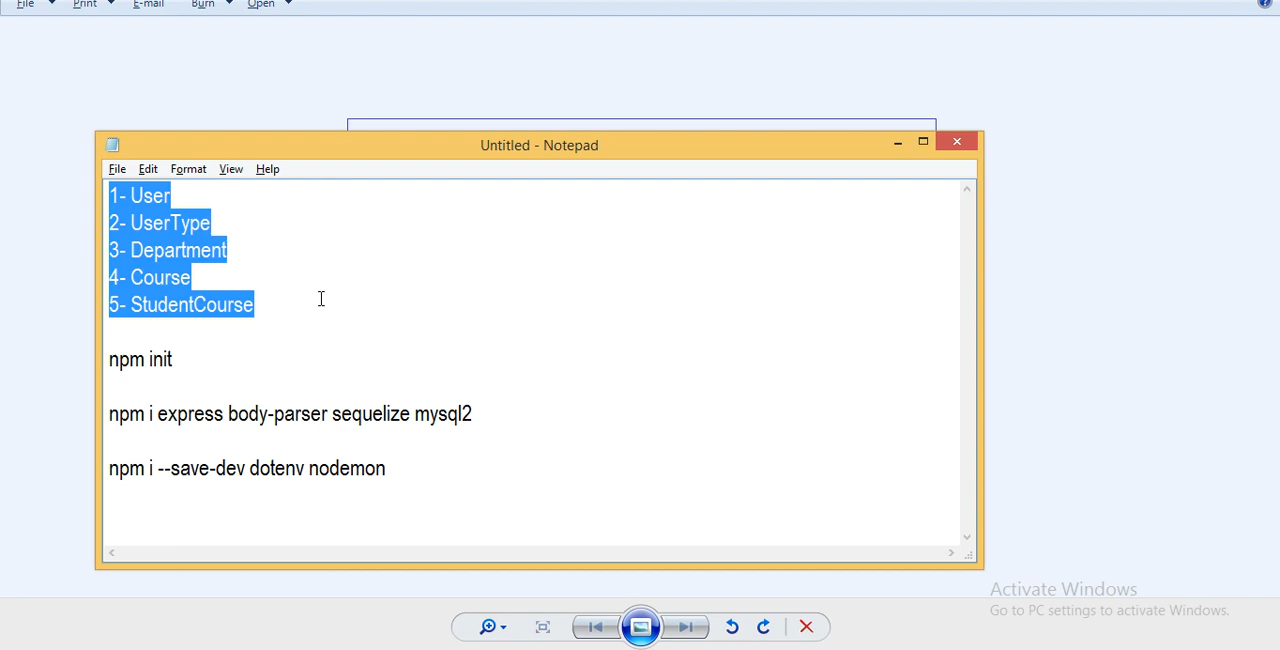 File Print E-mail Burn Open
Untitled - Notepad
File Edit Format View Help
1- User
2- UserType
3- Department
4- Course
5- StudentCourse
npm init
npm i express body-parser sequelize mysql2
npm i --save-dev dotenv nodemon
Activate Windows
Go to PC settings to activate Windows.